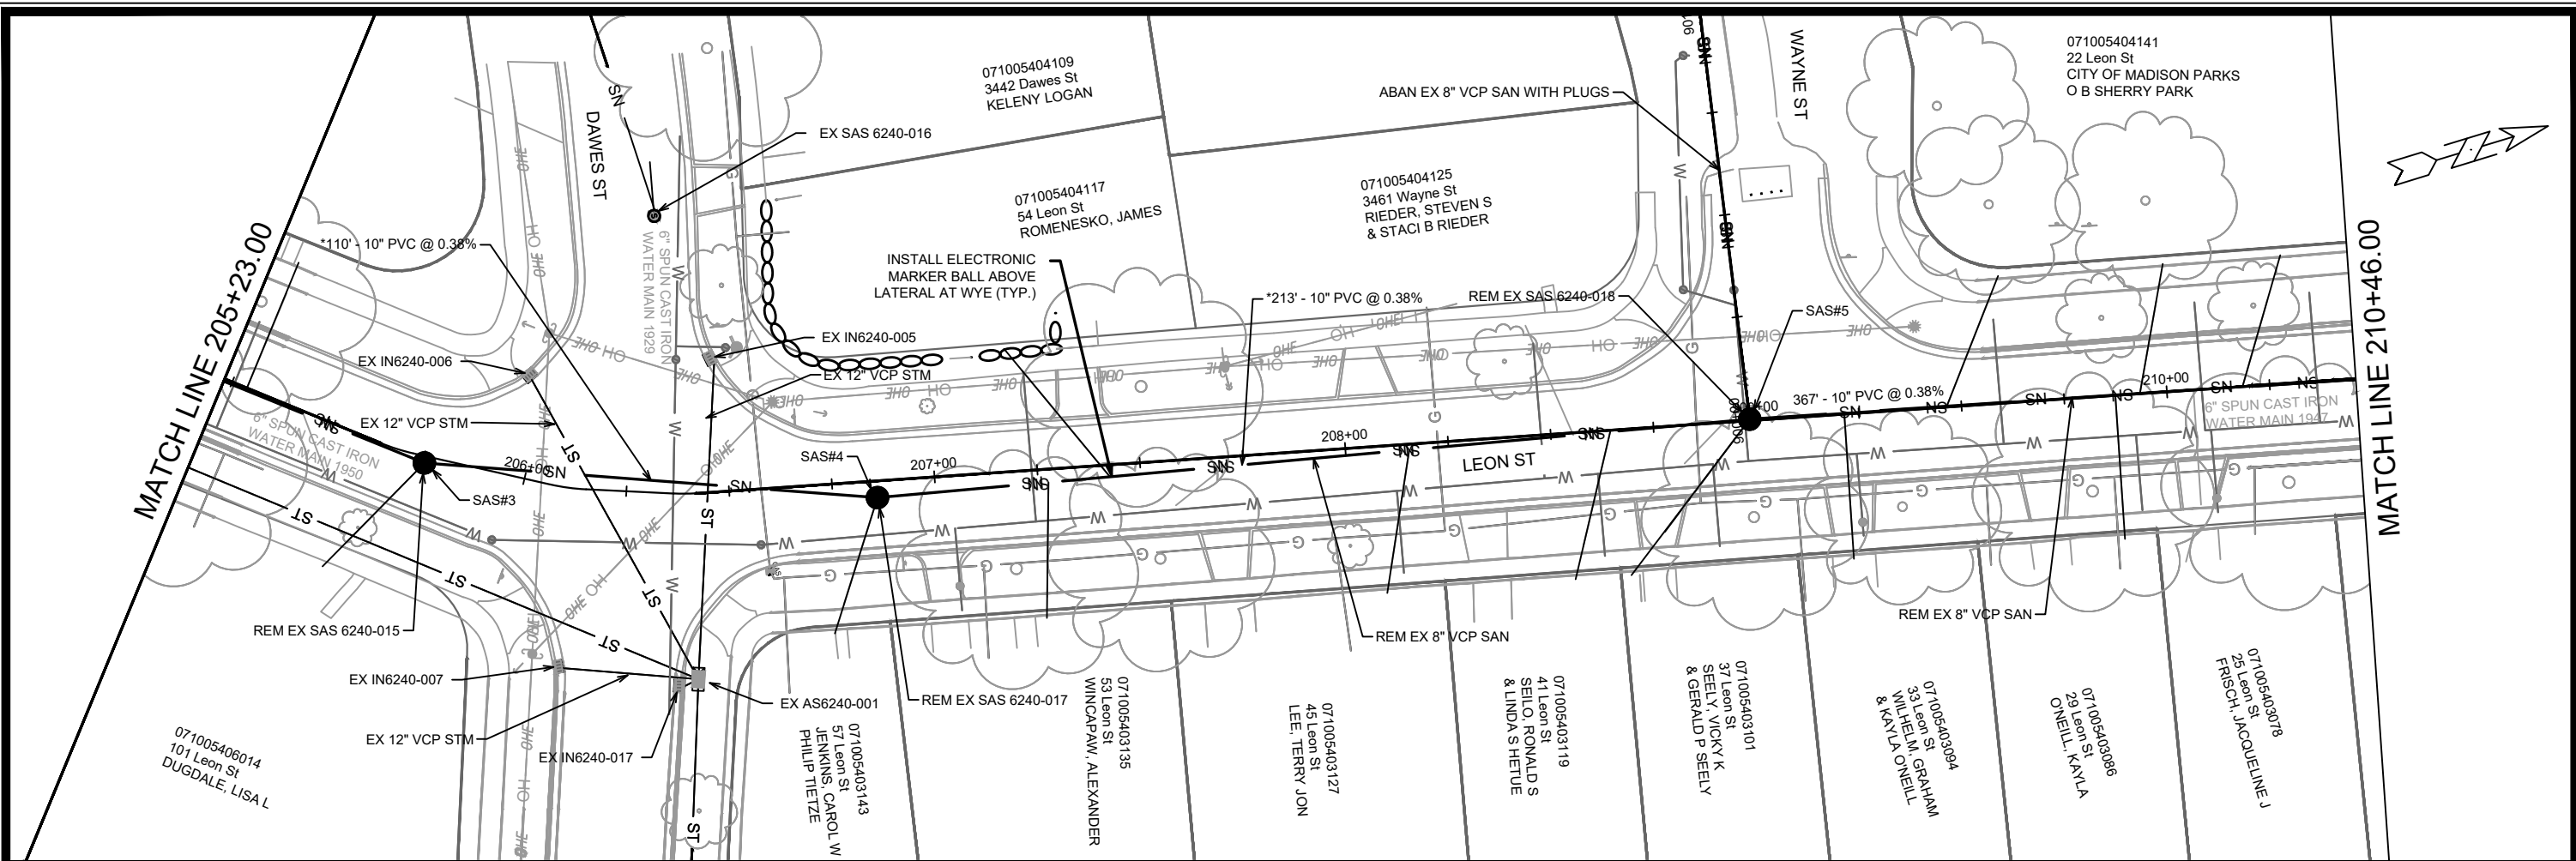 MATCH LINE 205+23.00
DAWES ST
071005404109
3442 Dawes St
KELENY LOGAN
EX SAS 6240-016
ABAN EX 8" VCP SAN WITH PLUGS
WAYNE ST
071005404141
22 Leon St
CITY OF MADISON PARKS
O B SHERRY PARK
071005404117
54 Leon St
ROMENESKO, JAMES
071005404125
3461 Wayne St
RIEDER, STEVEN S
& STACI B RIEDER
*110' - 10" PVC @ 0.38%
6" SPUN CAST IRON
WATER MAIN 1929
INSTALL ELECTRONIC
MARKER BALL ABOVE
LATERAL AT WYE (TYP.)
*213' - 10" PVC @ 0.38%
REM EX SAS 6240-018
SAS#5
EX IN6240-005
EX IN6240-006
EX 12" VCP STM
EX 12" VCP STM
367' - 10" PVC @ 0.38%
210+00
6" SPUN CAST IRON
WATER MAIN 1947
MATCH LINE 210+46.00
6" SPUN CAST IRON
WATER MAIN 1950
206+00
SAS#4
207+00
208+00
LEON ST
SAS#3
REM EX SAS 6240-015
REM EX 8" VCP SAN
REM EX 8" VCP SAN
EX IN6240-007
EX AS6240-001
REM EX SAS 6240-017
EX 12" VCP STM
EX IN6240-017
071005406014
101 Leon St
DUGDALE, LISA L
071005403143
57 Leon St
JENKINS, CAROL W
PHILIP TIETZE
071005403135
53 Leon St
WINCAPAW, ALEXANDER
071005403127
45 Leon St
LEE, TERRY JON
071005403119
41 Leon St
SEILO, RONALD S
& LINDA S HETUE
071005403101
37 Leon St
SEELY, VICKY K
& GERALD P SEELY
071005403094
33 Leon St
WILHELM, GRAHAM
& KAYLA O'NEILL
071005403086
29 Leon St
O'NEILL, KAYLA
071005403078
25 Leon St
FRISCH, JACQUELINE J